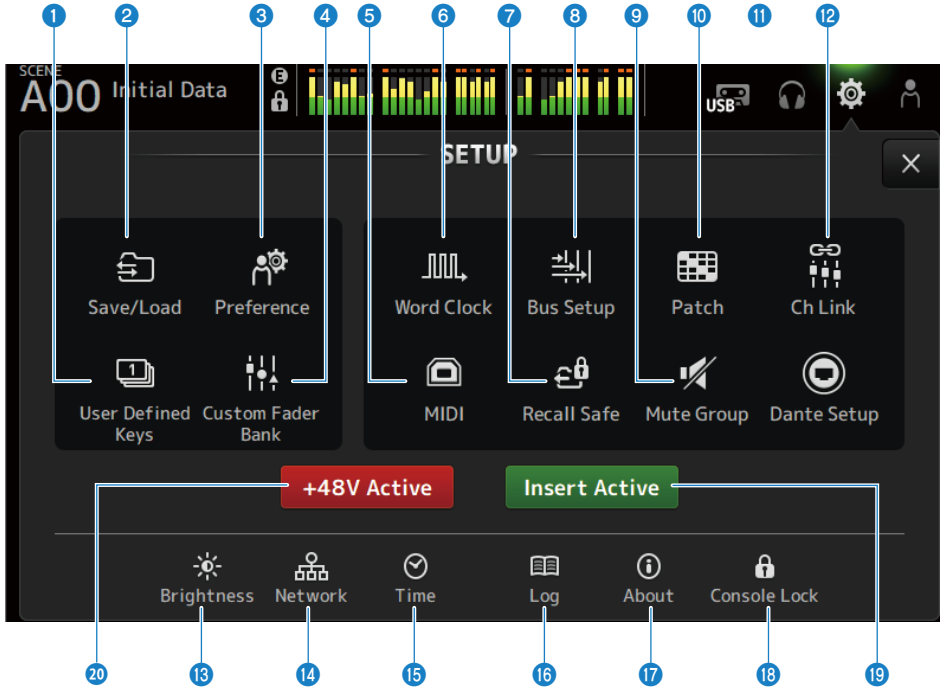 1 2 3 4 5 6 7 8 9 10 11 12
SCENE
A00 Initial Data
E
USB
SETUP
Save/Load Preference Word Clock Bus Setup Patch Ch Link
1
User Defined Keys Custom Fader Bank MIDI Recall Safe Mute Group Dante Setup
+48V Active Insert Active
Brightness Network Time Log About Console Lock
20 13 14 15 16 17 18 19